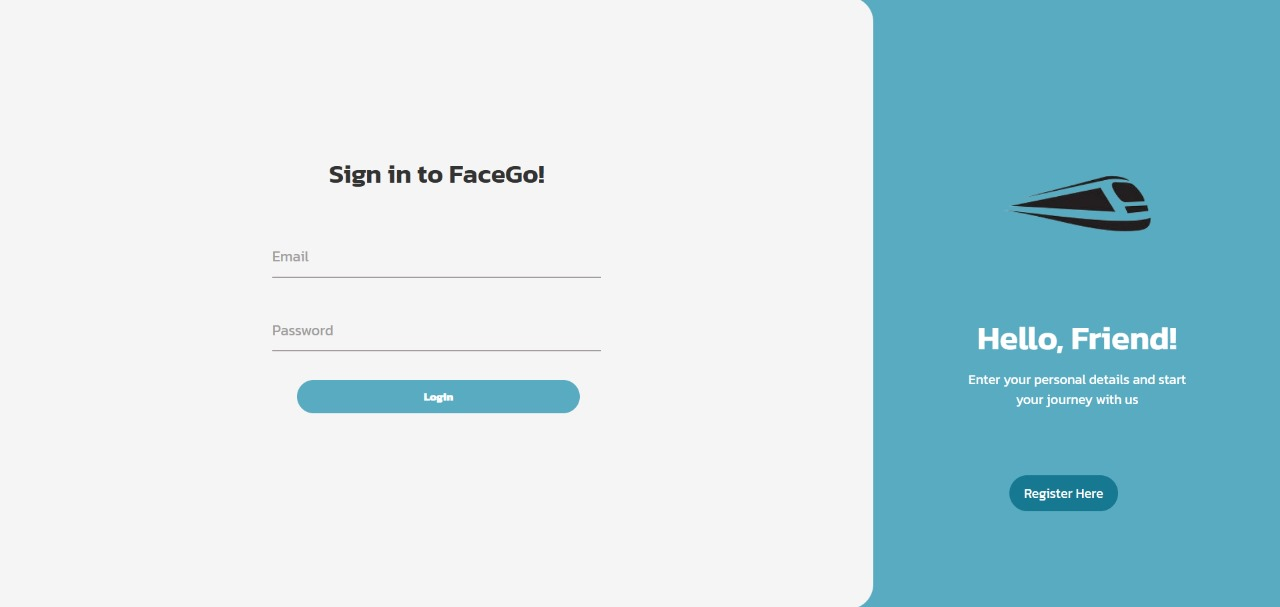 Sign in to FaceGo!
Email
Password
Login
Hello, Friend!
Enter your personal details and start
your journey with us
Register Here